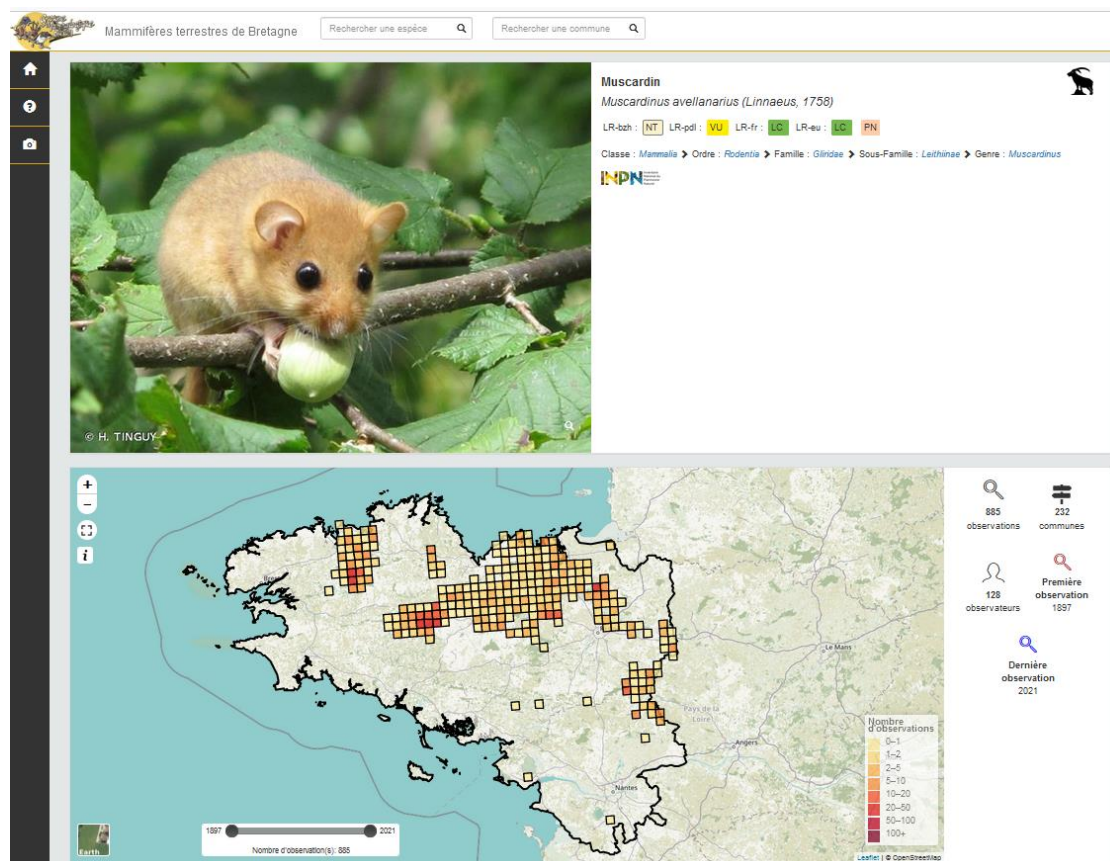 Mammifères terrestres de Bretagne
Rechercher une espèce
Rechercher une commune
Muscardin
Muscardinus avellanarius (Linnaeus, 1758)
LR-bzh : NT LR-pdl : VU LR-fr : LC LR-eu : LC PN
Classe : Mammalia > Ordre : Rodentia > Famille : Gliridae > Sous-Famille : Leithiinae > Genre : Muscardinus
INPN
© H. TINGUY
+
−
i
885
observations
232
communes
128
observateurs
Première
observation
1897
Dernière
observation
2021
Le Mans
Pays de la
Loire
Angers
Nantes
Nombre
d'observations
0–1
1–2
2–5
5–10
10–20
20–50
50–100
100+
1897
2021
Nombre d'observation(s): 885
Earth
Leaflet | © OpenStreetMap